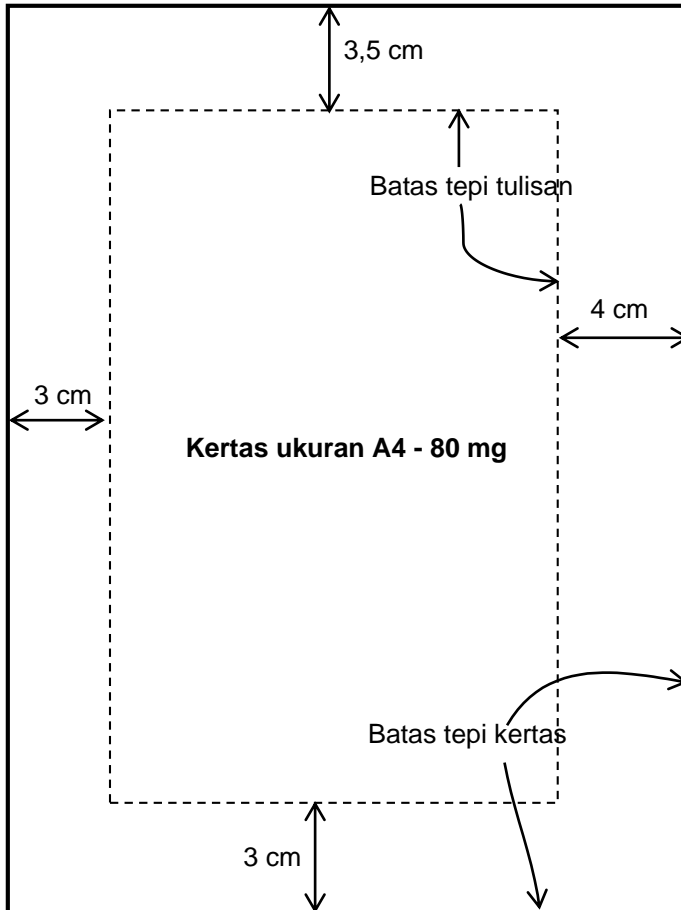 3,5 cm
Batas tepi tulisan
4 cm
3 cm
Kertas ukuran A4 - 80 mg
Batas tepi kertas
3 cm